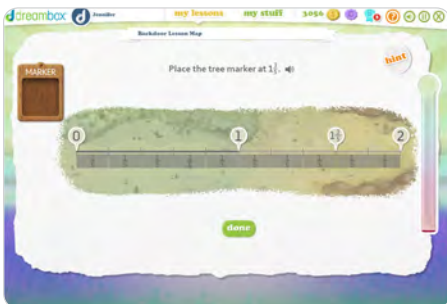 dreambox Jennifer my lessons my stuff 3050
Backdoor Lesson Map
Place the tree marker at
hint
MARKER
0 1 2
done